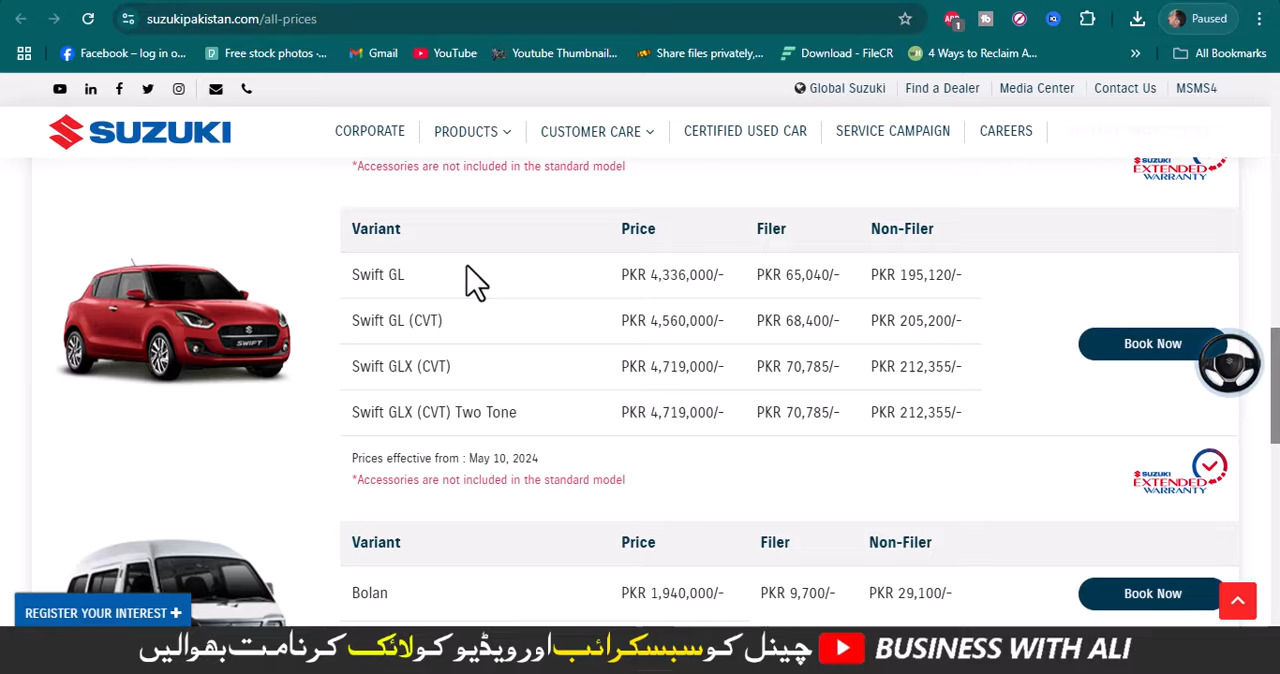 suzukipakistan.com/all-prices
Paused
Facebook – log in o...
Free stock photos -...
Gmail
YouTube
Youtube Thumbnail...
Share files privately,...
Download - FileCR
4 Ways to Reclaim A...
»
All Bookmarks
Global Suzuki
Find a Dealer
Media Center
Contact Us
MSMS4
SUZUKI
CORPORATE
PRODUCTS
CUSTOMER CARE
CERTIFIED USED CAR
SERVICE CAMPAIGN
CAREERS
*Accessories are not included in the standard model
SUZUKI
EXTENDED
WARRANTY
Variant Price Filer Non-Filer
Swift GL PKR 4,336,000/- PKR 65,040/- PKR 195,120/-
Swift GL (CVT) PKR 4,560,000/- PKR 68,400/- PKR 205,200/-
Swift GLX (CVT) PKR 4,719,000/- PKR 70,785/- PKR 212,355/-
Swift GLX (CVT) Two Tone PKR 4,719,000/- PKR 70,785/- PKR 212,355/-
Book Now
SWIFT
Prices effective from : May 10, 2024
*Accessories are not included in the standard model
SUZUKI
EXTENDED
WARRANTY
Variant Price Filer Non-Filer
Bolan PKR 1,940,000/- PKR 9,700/- PKR 29,100/-
Book Now
REGISTER YOUR INTEREST +
چینل کو سبسکرائب اور ویڈیو کو لائک کرنا مت بھولیں
BUSINESS WITH ALI